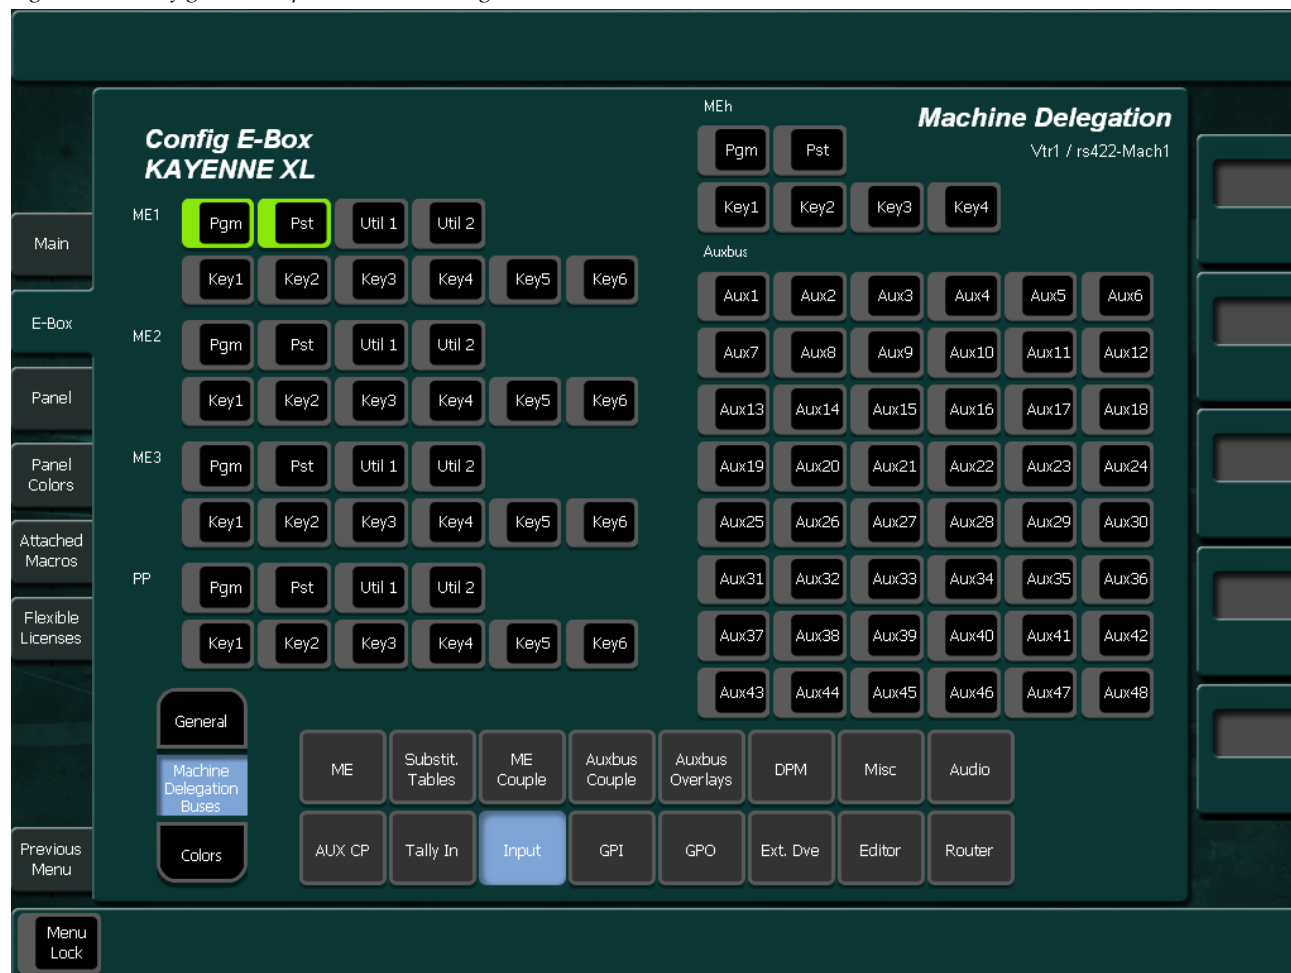 Config E-Box
KAYENNE XL
Machine Delegation
Vtr1 / rs422-Mach1
Main
E-Box
Panel
Panel
Colors
Attached
Macros
Flexible
Licenses
Previous
Menu
Menu
Lock
ME1
Pgm Pst Util 1 Util 2
Key1 Key2 Key3 Key4 Key5 Key6
ME2
Pgm Pst Util 1 Util 2
Key1 Key2 Key3 Key4 Key5 Key6
ME3
Pgm Pst Util 1 Util 2
Key1 Key2 Key3 Key4 Key5 Key6
PP
Pgm Pst Util 1 Util 2
Key1 Key2 Key3 Key4 Key5 Key6
MEh
Pgm Pst
Key1 Key2 Key3 Key4
Auxbus
Aux1 Aux2 Aux3 Aux4 Aux5 Aux6
Aux7 Aux8 Aux9 Aux10 Aux11 Aux12
Aux13 Aux14 Aux15 Aux16 Aux17 Aux18
Aux19 Aux20 Aux21 Aux22 Aux23 Aux24
Aux25 Aux26 Aux27 Aux28 Aux29 Aux30
Aux31 Aux32 Aux33 Aux34 Aux35 Aux36
Aux37 Aux38 Aux39 Aux40 Aux41 Aux42
Aux43 Aux44 Aux45 Aux46 Aux47 Aux48
General
Machine
Delegation
Buses
Colors
ME
Substit.
Tables
ME
Couple
Auxbus
Couple
Auxbus
Overlays
DPM
Misc
Audio
AUX CP
Tally In
Input
GPI
GPO
Ext. Dve
Editor
Router